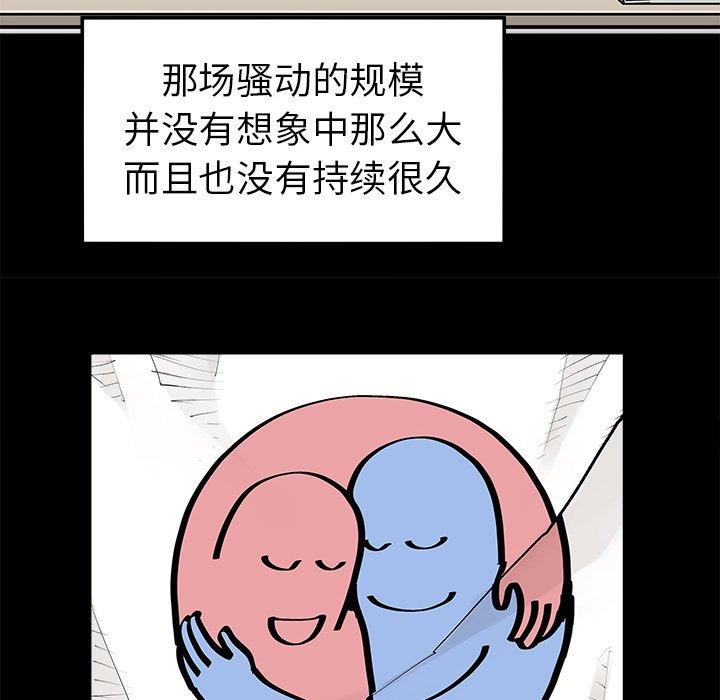 那场骚动的规模
并没有想象中那么大
而且也没有持续很久